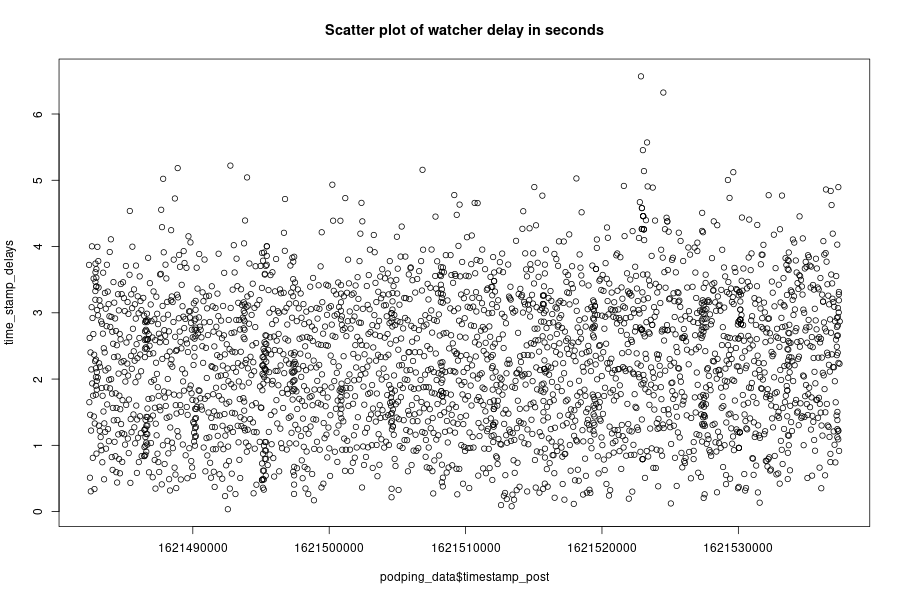 Scatter plot of watcher delay in seconds
time_stamp_delays
6
5
4
3
2
1
0
1621490000 1621500000 1621510000 1621520000 1621530000
podping_data$timestamp_post